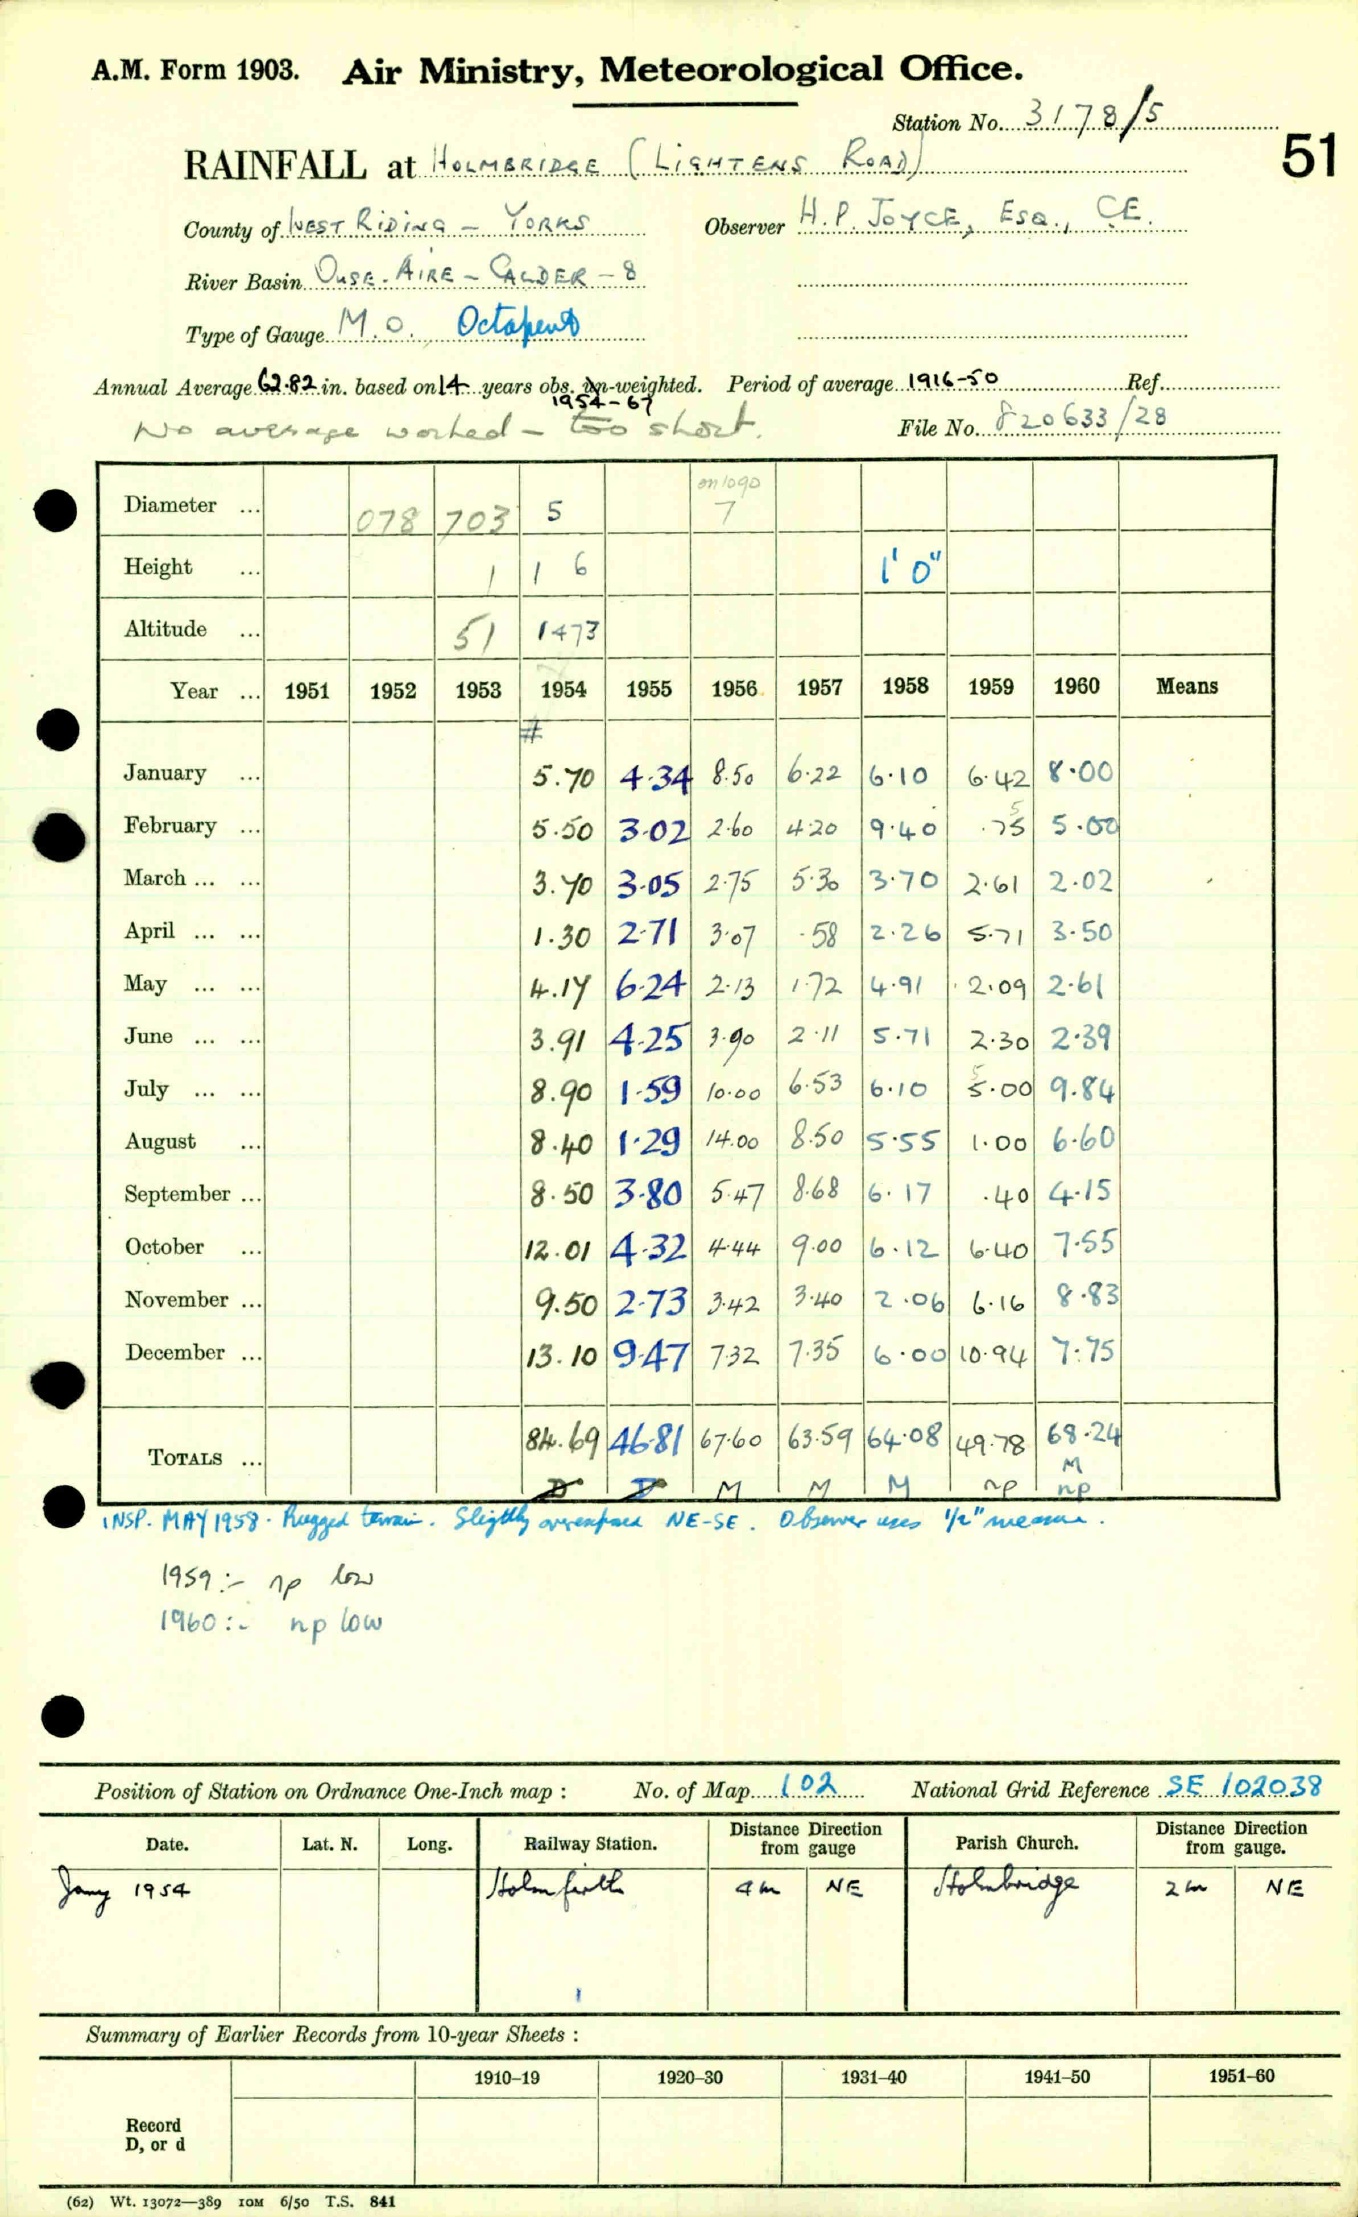 A.M. Form 1903. Air Ministry, Meteorological Office.
Station No. 3178/5
51
RAINFALL at HOLMBRIDGE (LIGHTENS ROAD)
County of WEST RIDING - YORKS Observer H.P. JOYCE, ESQ., C.E.
River Basin OUSE-AIRE-CALDER-8
Type of Gauge M.O. Octapent
Annual Average 62.82 in. based on 14 years obs. un-weighted. Period of average 1916-50 Ref.
1954-67
No average worked - too short. File No. 820633/28
Diameter ... 078 703 5 7
Height ... 1 1 6 1' 0"
Altitude ... 51 1473
Year ... 1951 1952 1953 1954 1955 1956 1957 1958 1959 1960 Means
#
January ... 5.70 4.34 8.50 6.22 6.10 6.42 8.00
February ... 5.50 3.02 2.60 4.20 9.40 .75 5 5.00
March ... ... 3.70 3.05 2.75 5.30 3.70 2.61 2.02
April ... ... 1.30 2.71 3.07 .58 2.26 5.71 3.50
May ... ... 4.17 6.24 2.13 1.72 4.91 2.09 2.61
June ... ... 3.91 4.25 3.90 2.11 5.71 2.30 2.39
July ... ... 8.90 1.59 10.00 6.53 6.10 5.00 5 9.84
August ... 8.40 1.29 14.00 8.50 5.55 1.00 6.60
September ... 8.50 3.80 5.47 8.68 6.17 .40 4.15
October ... 12.01 4.32 4.44 9.00 6.12 6.40 7.55
November ... 9.50 2.73 3.42 3.40 2.06 6.16 8.83
December ... 13.10 9.47 7.32 7.35 6.00 10.94 7.75
TOTALS ... 84.69 46.81 67.60 63.59 64.08 49.78 68.24
D D M M M np M np
INSP. MAY 1958. Rugged terrain. Slightly overexposed NE-SE. Observer uses 1/2" measure.
1959:- np low
1960:- np low
Position of Station on Ordnance One-Inch map : No. of Map 102 National Grid Reference SE 102038
Date. Lat. N. Long. Railway Station. Distance from Direction gauge Parish Church. Distance from Direction gauge.
Jany 1954 Holmfirth 4m NE Holmbridge 2m NE
Summary of Earlier Records from 10-year Sheets :
1910–19 1920–30 1931–40 1941–50 1951–60
Record
D, or d
(62) Wt. 13072—389 10M 6/50 T.S. 841